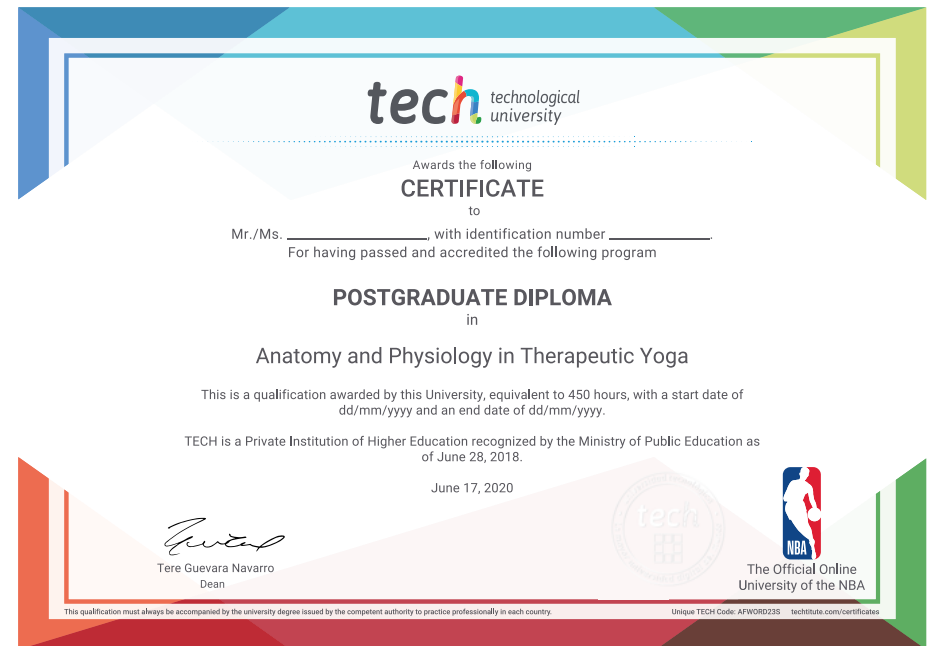 tech technological
university
Awards the following
CERTIFICATE
to
Mr./Ms. ____________________, with identification number ______________.
For having passed and accredited the following program
POSTGRADUATE DIPLOMA
in
Anatomy and Physiology in Therapeutic Yoga
This is a qualification awarded by this University, equivalent to 450 hours, with a start date of
dd/mm/yyyy and an end date of dd/mm/yyyy.
TECH is a Private Institution of Higher Education recognized by the Ministry of Public Education as
of June 28, 2018.
June 17, 2020
tech
NBA
Tere Guevara Navarro
Dean
The Official Online
University of the NBA
This qualification must always be accompanied by the university degree issued by the competent authority to practice professionally in each country.
Unique TECH Code: AFWORD23S techtitute.com/certificates